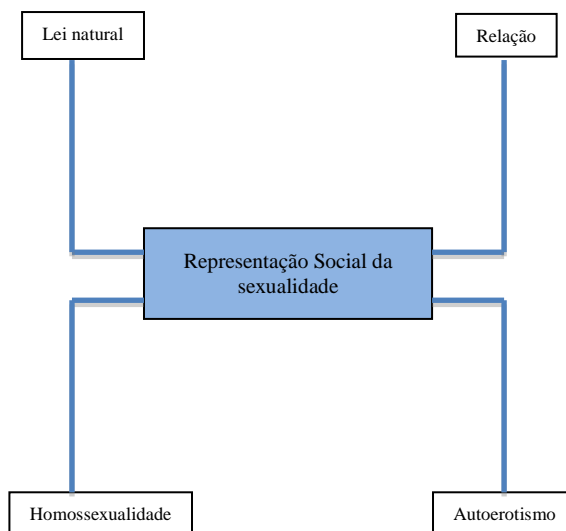 Lei natural
Relação
Representação Social da
sexualidade
Homossexualidade
Autoerotismo